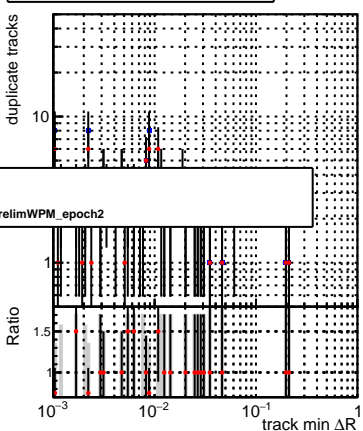 duplicate tracks
10
relimWPM_epoch2
1
Ratio
1.5
1
10⁻³ 10⁻² 10⁻¹ 1
track min ΔR